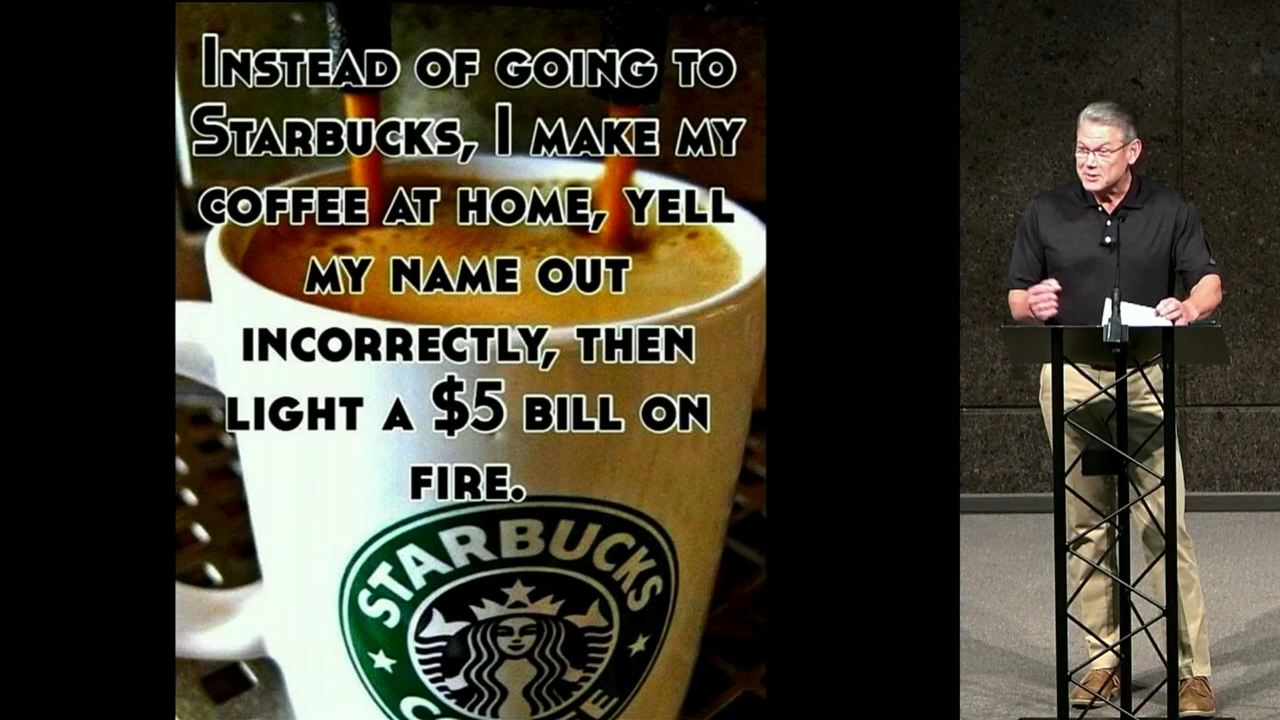 Instead of going to
Starbucks, I make my
coffee at home, yell
my name out
incorrectly, then
light a $5 bill on
fire.
STARBUCKS